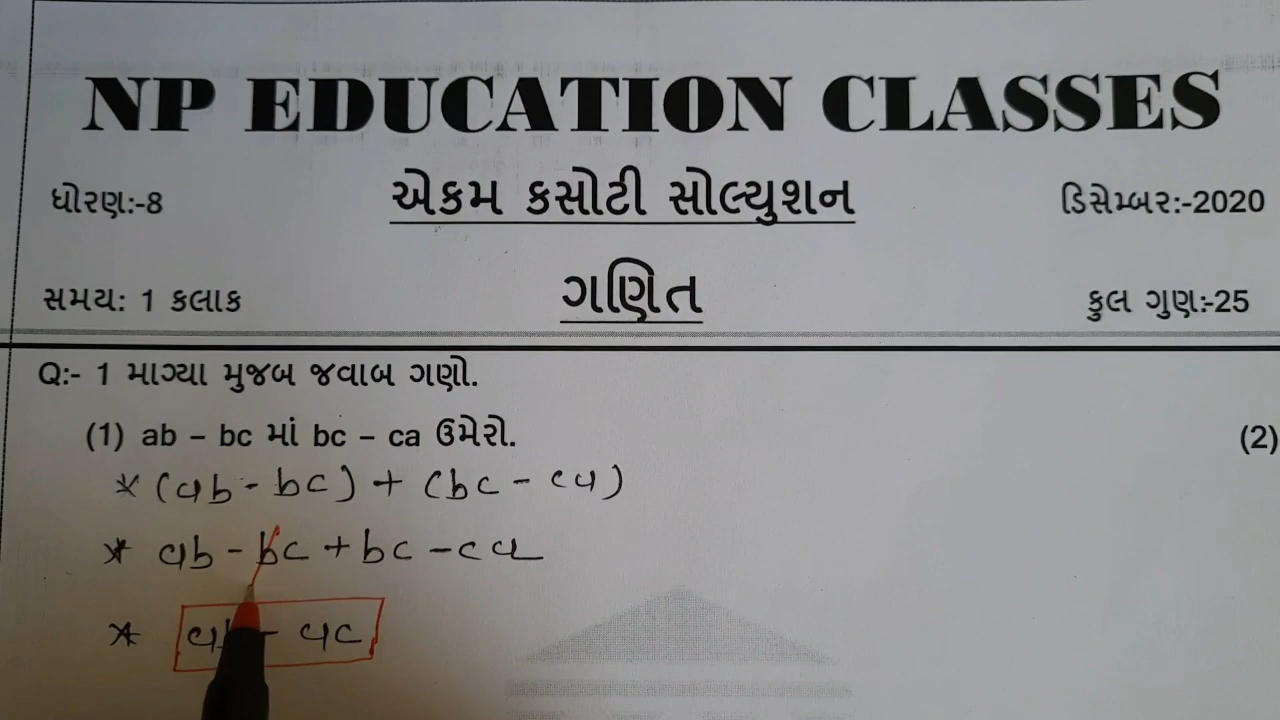 NP EDUCATION CLASSES
ધોરણ:-8 એકમ કસોટી સોલ્યુશન ડિસેમ્બર:-2020
સમય: 1 કલાક ગણિત કુલ ગુણ:-25
Q:- 1 માગ્યા મુજબ જવાબ ગણો.
(1) ab – bc માં bc – ca ઉમેરો. (2)
* (ab - bc) + (bc - ca)
* ab - bc + bc - ca
* - ac